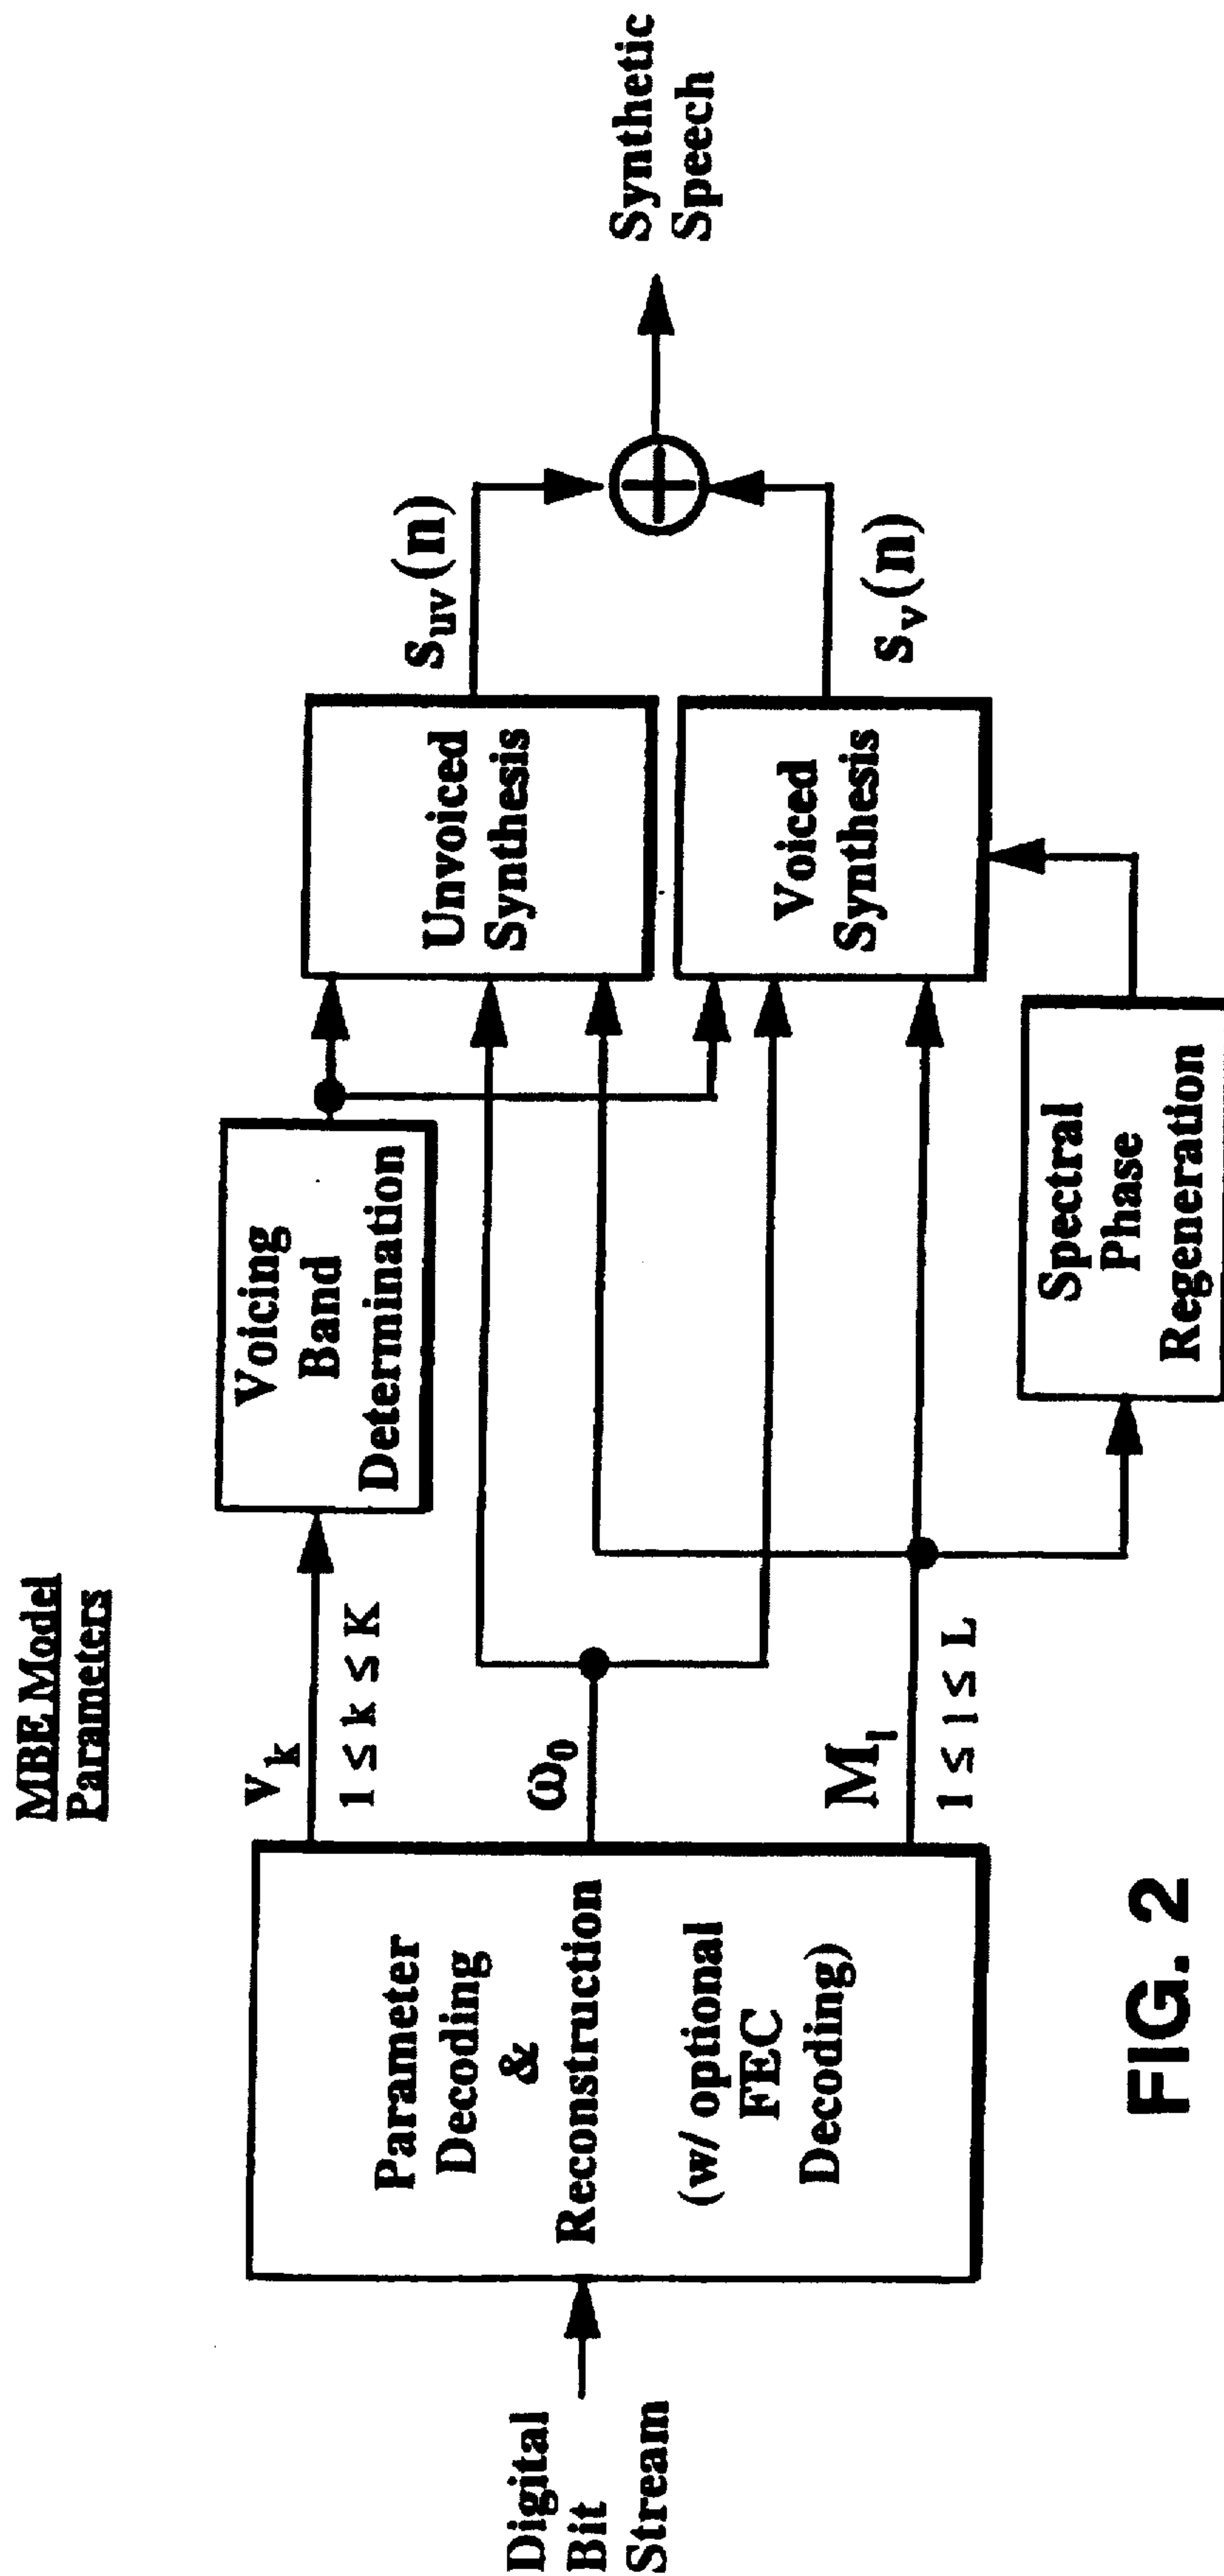 MBE Model
Parameters
Digital
Bit
Stream
Parameter
Decoding
&
Reconstruction
(w/ optional
FEC
Decoding)
v_k
1 ≤ k ≤ K
ω₀
M_l
1 ≤ l ≤ L
Voicing
Band
Determination
Spectral
Phase
Regeneration
Unvoiced
Synthesis
Voiced
Synthesis
s_uv(n)
s_v(n)
Synthetic
Speech
FIG. 2